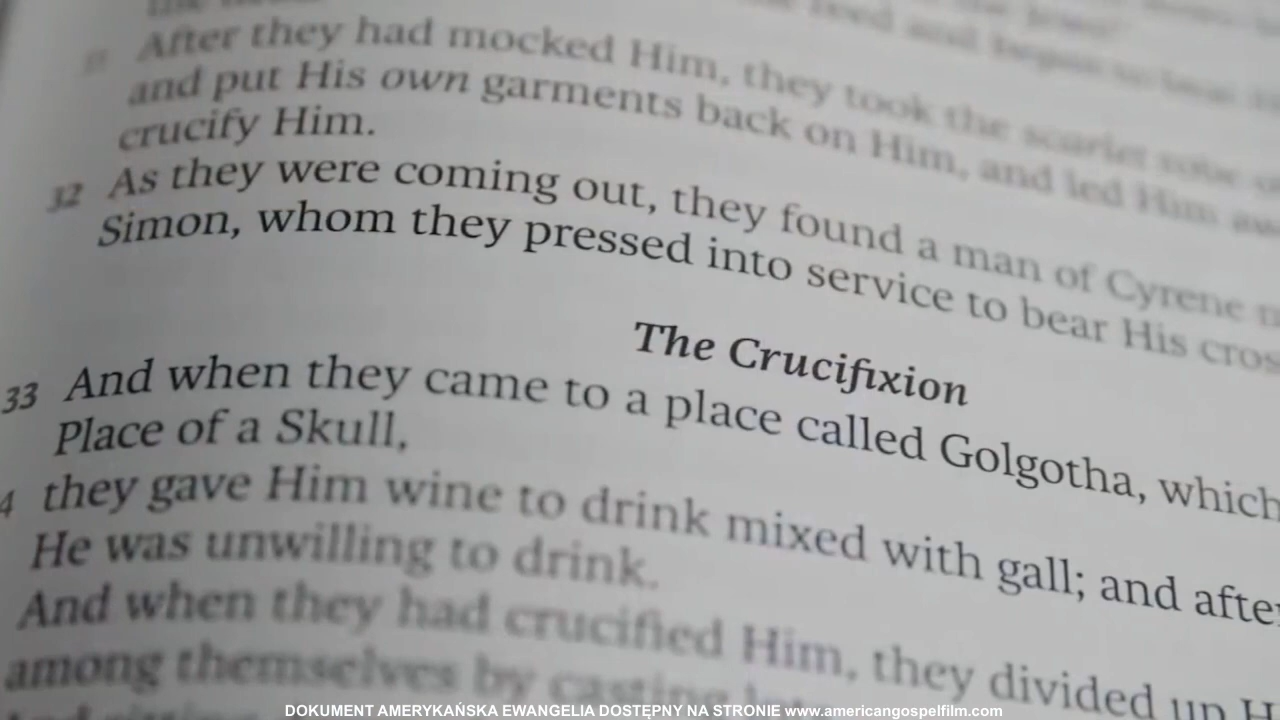 After they had mocked Him, they took the scarlet robe
and put His own garments back on Him, and led Him
crucify Him.
32 As they were coming out, they found a man of Cyrene
Simon, whom they pressed into service to bear His cros
The Crucifixion
33 And when they came to a place called Golgotha, which
Place of a Skull,
4 they gave Him wine to drink mixed with gall; and after
He was unwilling to drink.
And when they had crucified Him, they divided up H
among themselves by casting
DOKUMENT AMERYKAŃSKA EWANGELIA DOSTĘPNY NA STRONIE www.americangospelfilm.com